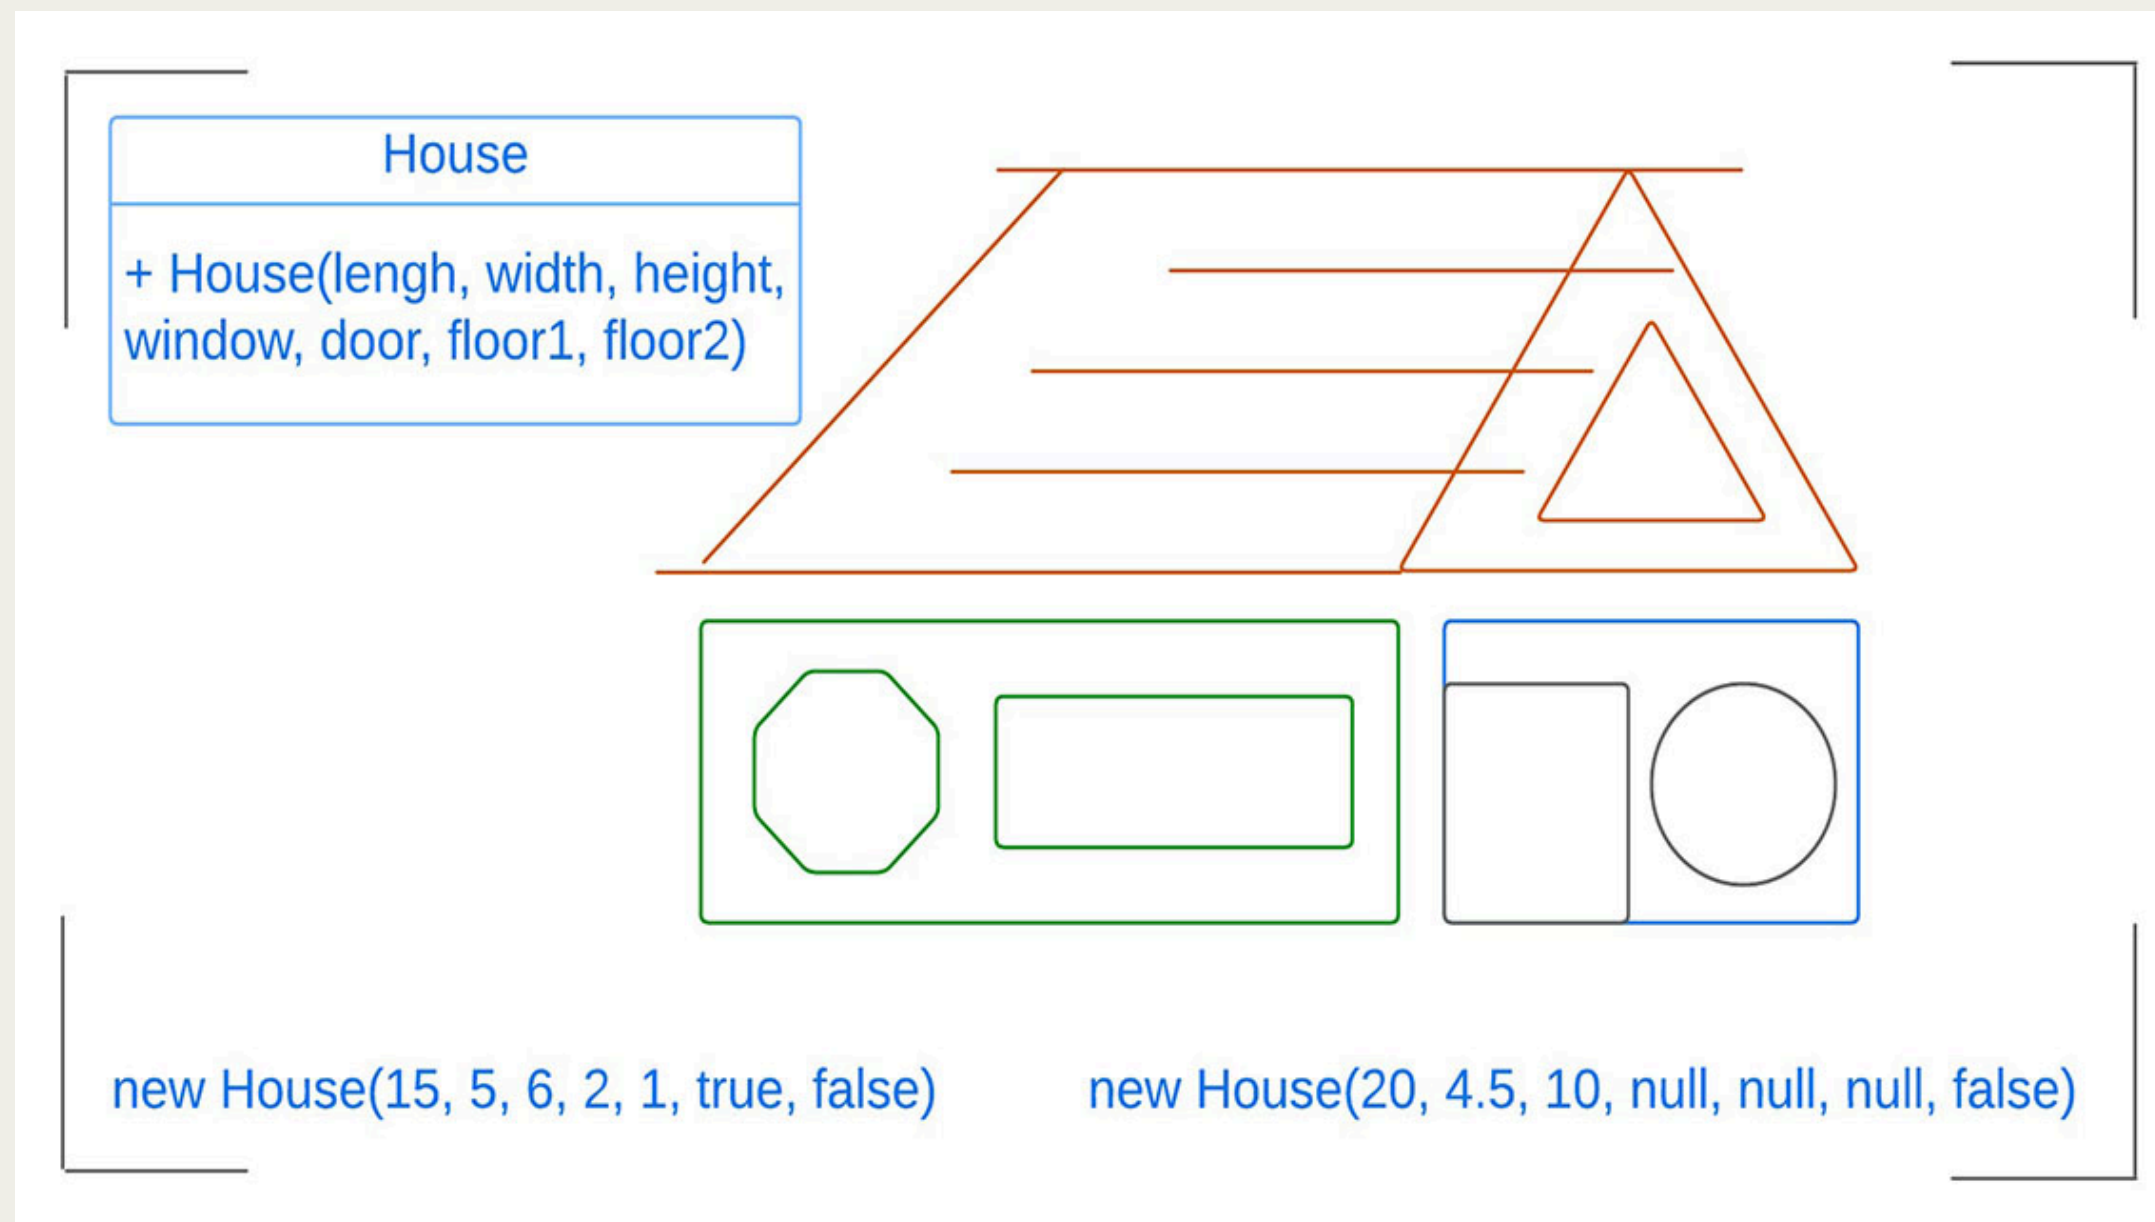 House
+ House(lengh, width, height,
window, door, floor1, floor2)
new House(15, 5, 6, 2, 1, true, false)
new House(20, 4.5, 10, null, null, null, false)